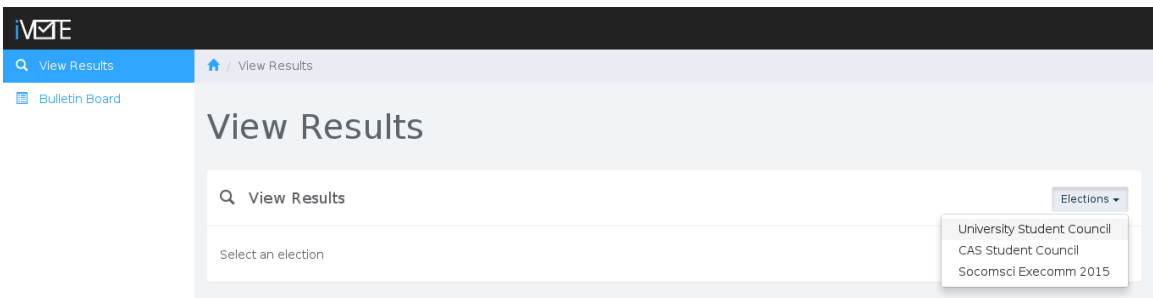 iVOTE
View Results
Bulletin Board
/ View Results
View Results
View Results
Elections
University Student Council
CAS Student Council
Socomsci Execomm 2015
Select an election